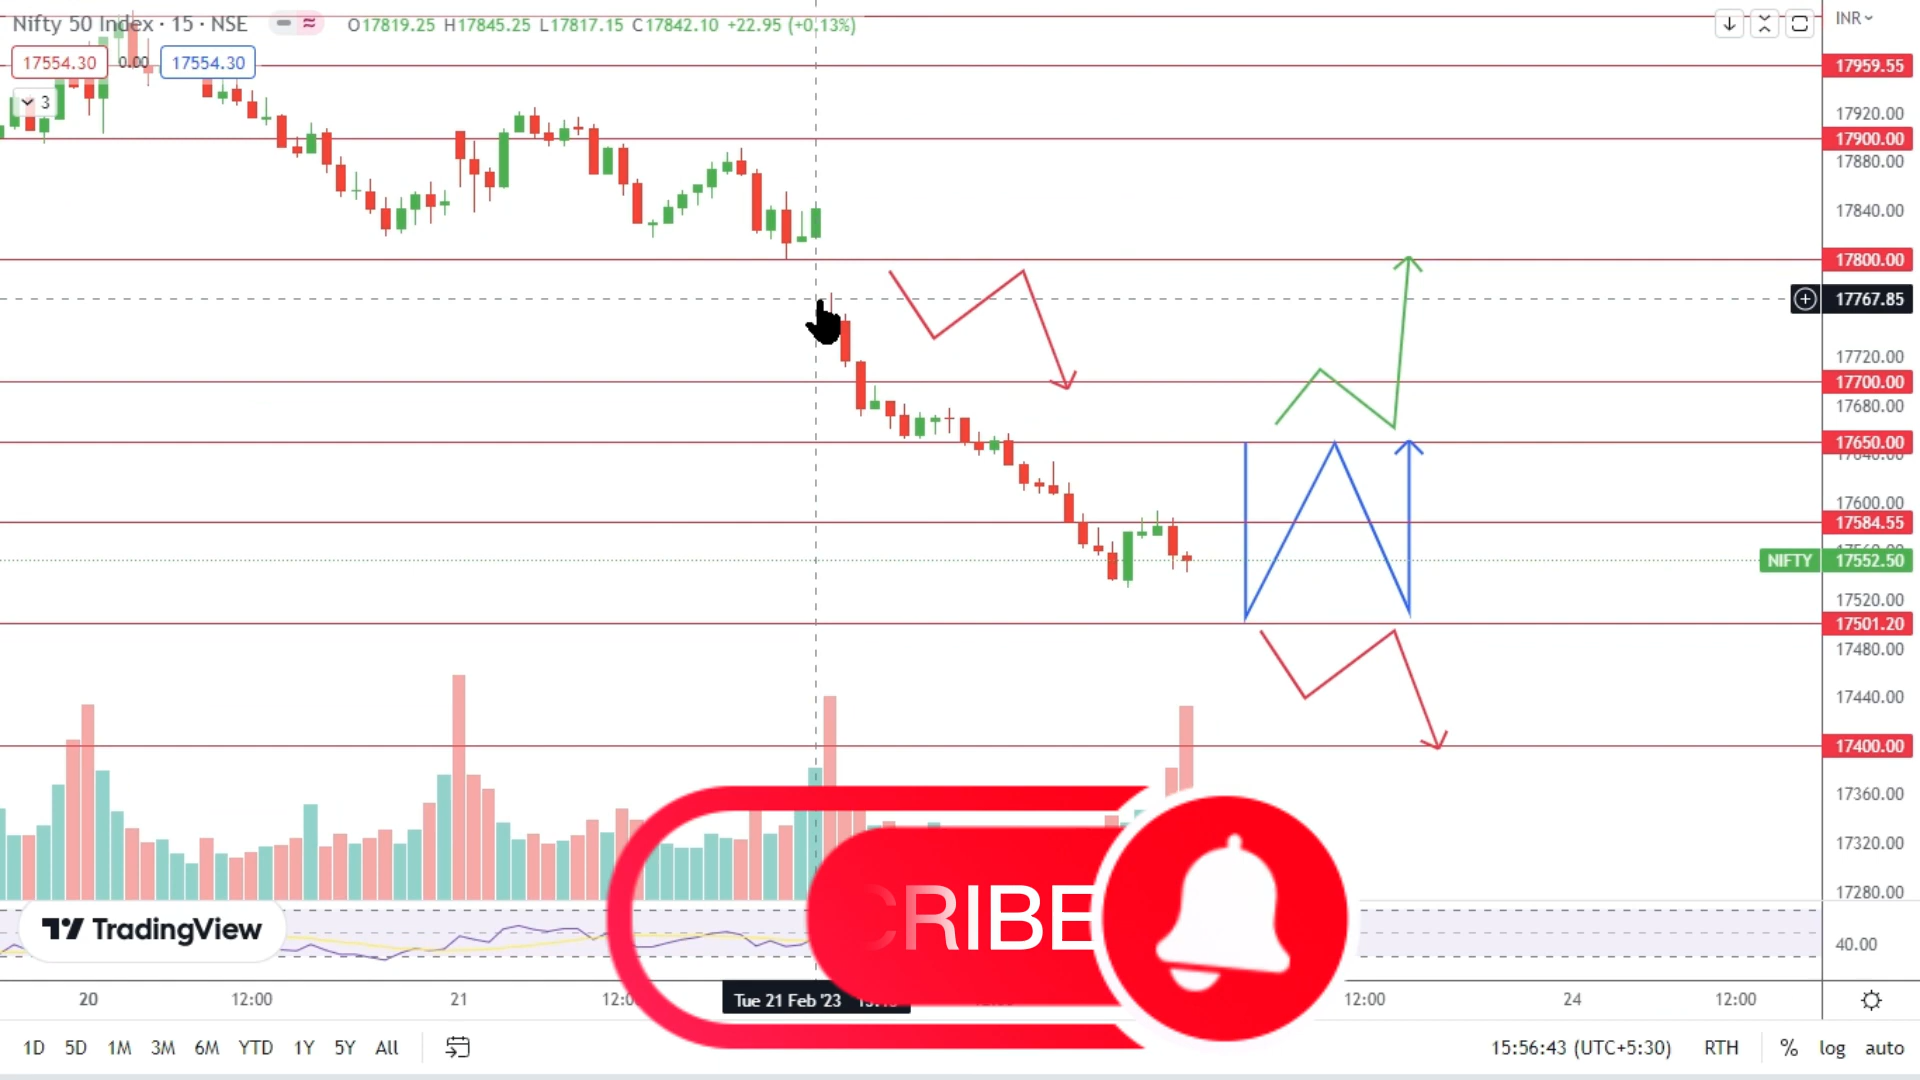 Nifty 50 Index · 15 · NSE
O17819.25 H17845.25 L17817.15 C17842.10 +22.95 (+0.13%)
INR
17554.30 0.00 17554.30
3
17959.55
17920.00
17900.00
17880.00
17840.00
17800.00
17767.85
17720.00
17700.00
17680.00
17650.00
17600.00
17584.55
NIFTY 17552.50
17520.00
17501.20
17480.00
17440.00
17400.00
17360.00
17320.00
17280.00
40.00
CRIBE
TradingView
20 12:00 21 Tue 21 Feb '23 12:00 24 12:00
1D 5D 1M 3M 6M YTD 1Y 5Y All
15:56:43 (UTC+5:30) RTH % log auto